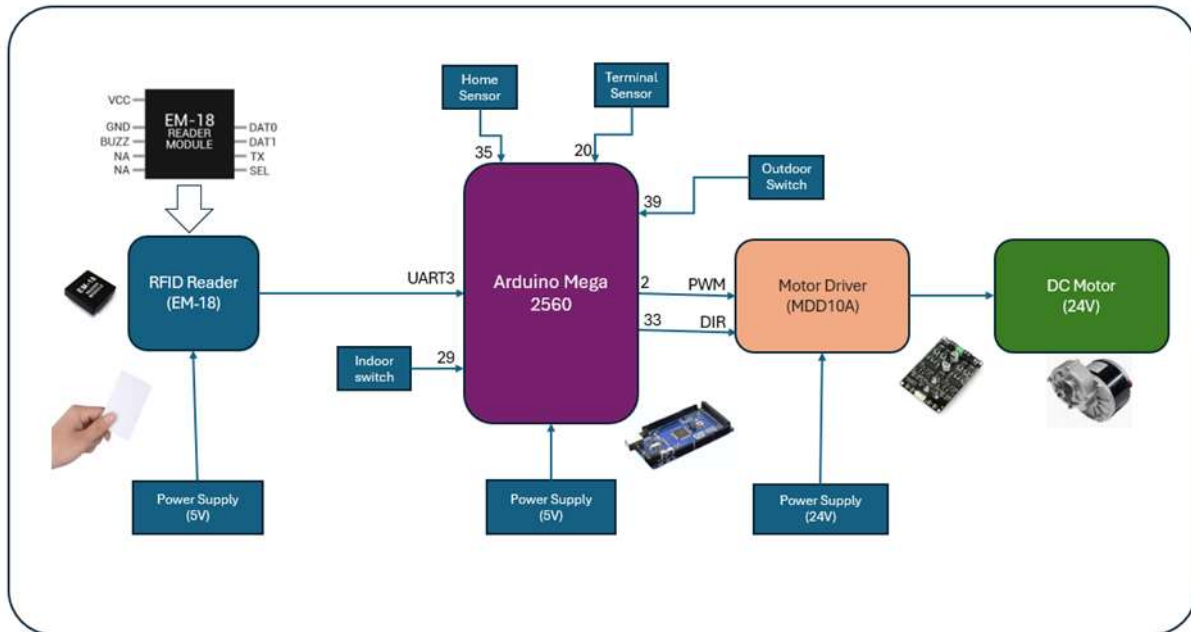 Home
Sensor
Terminal
Sensor
VCC
GND
BUZZ
NA
NA
EM-18
READER
MODULE
DAT0
DAT1
TX
SEL
35
20
Outdoor
Switch
39
EM-18
RFID Reader
(EM-18)
UART3
Arduino Mega
2560
2
PWM
33
DIR
Motor Driver
(MDD10A)
DC Motor
(24V)
Indoor
switch
29
Power Supply
(5V)
Power Supply
(5V)
Power Supply
(24V)